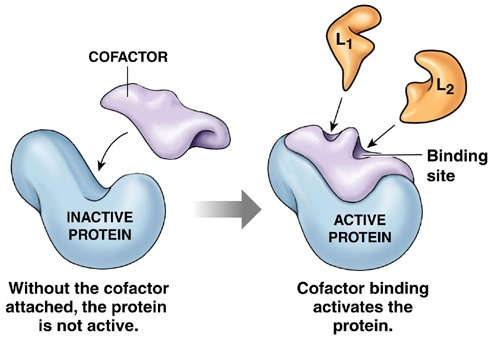 COFACTOR
L1
L2
Binding
site
INACTIVE
PROTEIN
ACTIVE
PROTEIN
Without the cofactor
attached, the protein
is not active.
Cofactor binding
activates the
protein.